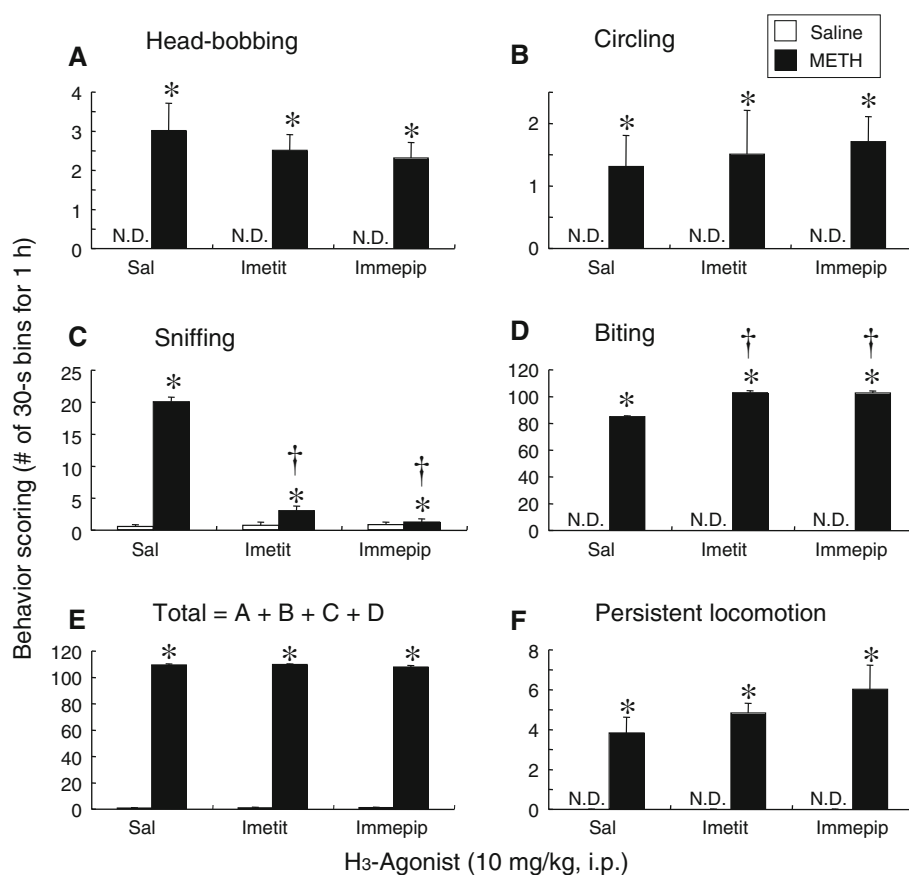 A Head-bobbing
B Circling
Saline
METH
4
3
2
1
0
* * *
N.D. N.D. N.D.
Sal Imetit Immepip
2
1
0
* * *
N.D. N.D. N.D.
Sal Imetit Immepip
Behavior scoring (# of 30-s bins for 1 h)
C Sniffing
25
20
15
10
5
0
† †
* * *
Sal Imetit Immepip
D Biting
120
100
80
60
40
20
0
† †
* * *
N.D. N.D. N.D.
Sal Imetit Immepip
E Total = A + B + C + D
120
100
80
60
40
20
0
* * *
Sal Imetit Immepip
F Persistent locomotion
8
6
4
2
0
* * *
N.D. N.D. N.D.
Sal Imetit Immepip
H3-Agonist (10 mg/kg, i.p.)